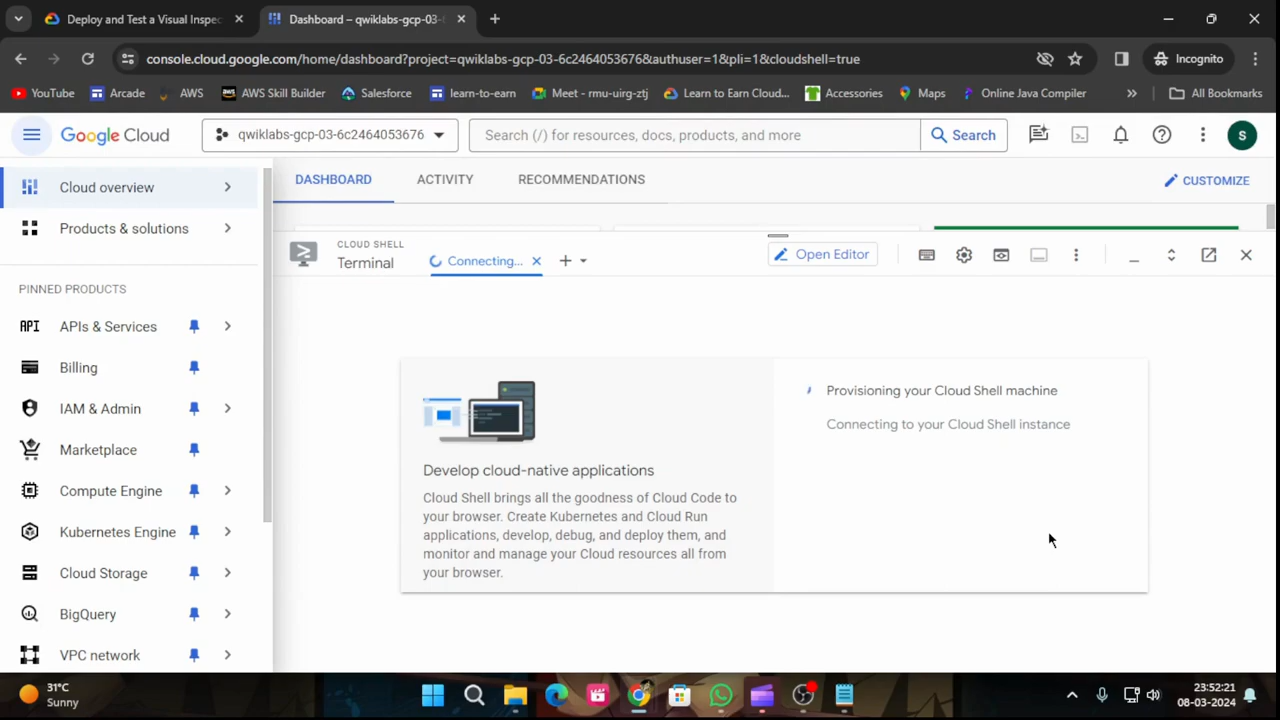 Deploy and Test a Visual Inspec
Dashboard – qwiklabs-gcp-03-
console.cloud.google.com/home/dashboard?project=qwiklabs-gcp-03-6c2464053676&authuser=1&pli=1&cloudshell=true
Incognito
YouTube
Arcade
AWS
AWS Skill Builder
Salesforce
learn-to-earn
Meet - rmu-uirg-ztj
Learn to Earn Cloud...
Accessories
Maps
Online Java Compiler
»
All Bookmarks
Google Cloud
qwiklabs-gcp-03-6c2464053676
Search (/) for resources, docs, products, and more
Search
S
Cloud overview
Products & solutions
PINNED PRODUCTS
API APIs & Services
Billing
IAM & Admin
Marketplace
Compute Engine
Kubernetes Engine
Cloud Storage
BigQuery
VPC network
DASHBOARD
ACTIVITY
RECOMMENDATIONS
CUSTOMIZE
CLOUD SHELL
Terminal
Connecting...
Open Editor
Develop cloud-native applications
Cloud Shell brings all the goodness of Cloud Code to
your browser. Create Kubernetes and Cloud Run
applications, develop, debug, and deploy them, and
monitor and manage your Cloud resources all from
your browser.
Provisioning your Cloud Shell machine
Connecting to your Cloud Shell instance
31°C
Sunny
23:52:21
08-03-2024